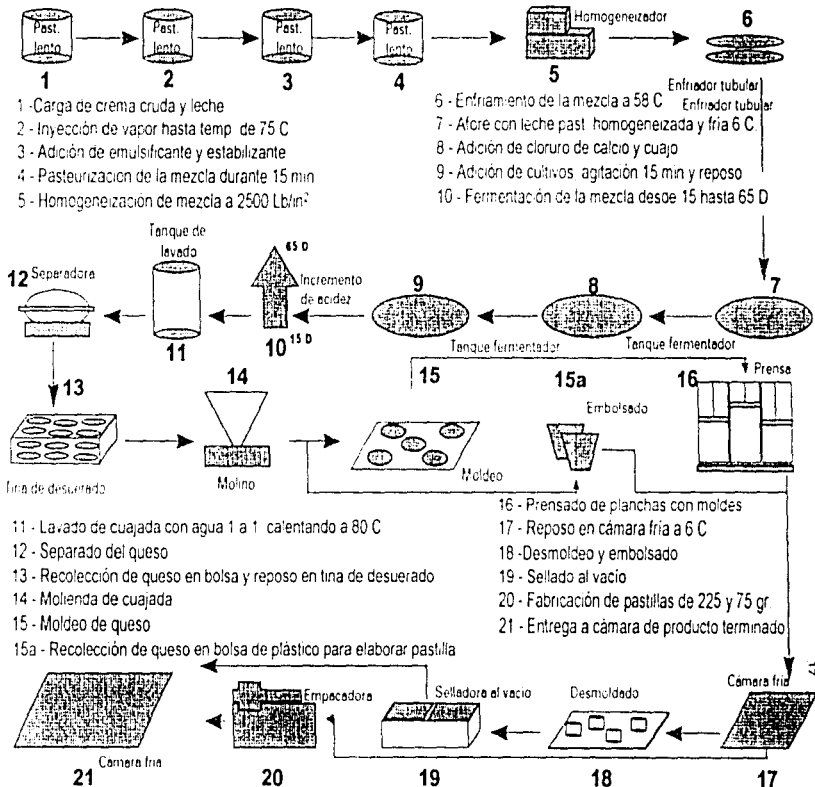 Past. lento
Past. lento
Past. lento
Past. lento
Homogeneizador
6
1
2
3
4
5
Enfriador tubular
Enfriador tubular
1 -Carga de crema cruda y leche
2 - Inyección de vapor hasta temp de 75 C
3 - Adición de emulsificante y estabilizante
4 - Pasteurizacion de la mezcla durante 15 min
5 - Homogeneización de mezcla a 2500 Lb/in²
6 - Enfriamiento de la mezcla a 58 C
7 - Afore con leche past homogeneizada y fria 6 C
8 - Adición de cloruro de calcio y cuajo
9 - Adición de cultivos agitación 15 min y reposo
10 - Fermentación de la mezcla desde 15 hasta 65 D
12 Separadora
Tanque de
lavado
65 D
Incremento
de acidez
9
8
7
11
10 15 D
Tanque fermentador
Tanque fermentador
13
14
15
15a
16
Prensa
Embolsado
Tina de desuerado
Molino
Moldeo
11 - Lavado de cuajada con agua 1 a 1 calentando a 80 C
12 - Separado del queso
13 - Recolección de queso en bolsa y reposo en tina de desuerado
14 - Molienda de cuajada
15 - Moldeo de queso
15a - Recolección de queso en bolsa de plástico para elaborar pastilla
16 - Prensado de planchas con moldes
17 - Reposo en cámara fria a 6 C
18 -Desmoldeo y embolsado
19 - Sellado al vacio
20 - Fabricación de pastillas de 225 y 75 gr.
21 - Entrega a cámara de producto terminado
Empacadora
Selladora al vacio
Desmoldado
Cámara fria
Camara fria
21
20
19
18
17